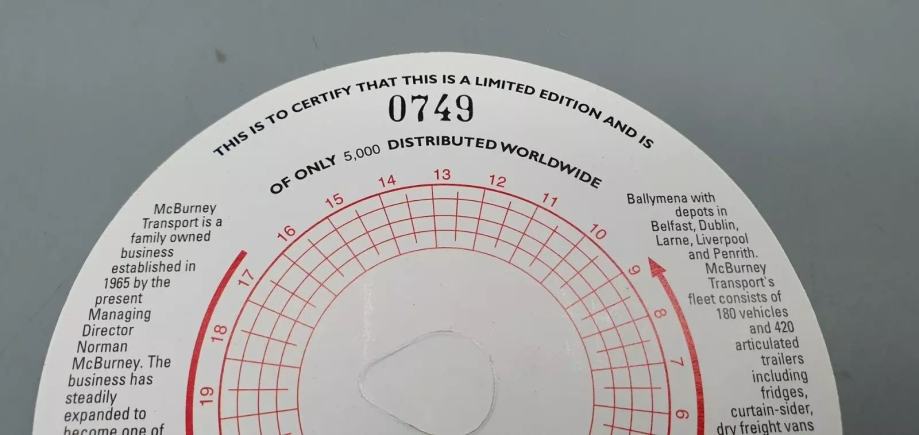 THIS IS TO CERTIFY THAT THIS IS A LIMITED EDITION AND IS
0749
OF ONLY 5,000 DISTRIBUTED WORLDWIDE
McBurney
Transport is a
family owned
business
established in
1965 by the
present
Managing
Director
Norman
McBurney. The
business has
steadily
expanded to
become one of
19
18
17
16
15
14
13
12
11
10
9
8
7
6
Ballymena with
depots in
Belfast, Dublin,
Larne, Liverpool
and Penrith.
McBurney
Transport's
fleet consists of
180 vehicles
and 420
articulated
trailers
including
fridges,
curtain-sider,
dry freight vans